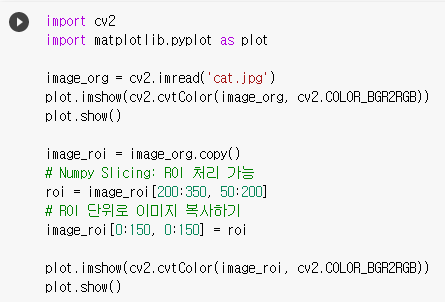 import cv2
import matplotlib.pyplot as plot
image_org = cv2.imread('cat.jpg')
plot.imshow(cv2.cvtColor(image_org, cv2.COLOR_BGR2RGB))
plot.show()
image_roi = image_org.copy()
# Numpy Slicing: ROI 처리 가능
roi = image_roi[200:350, 50:200]
# ROI 단위로 이미지 복사하기
image_roi[0:150, 0:150] = roi
plot.imshow(cv2.cvtColor(image_roi, cv2.COLOR_BGR2RGB))
plot.show()